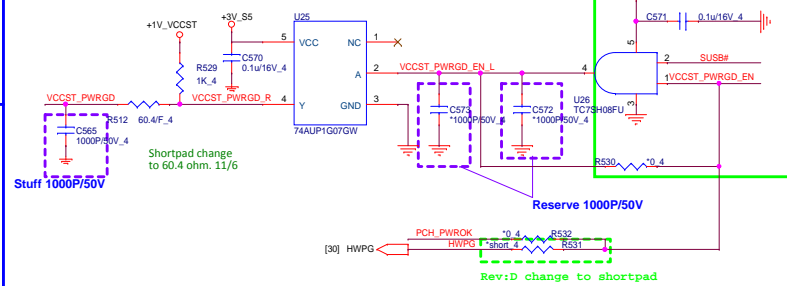 C571
0.1u/16V_4
+1V_VCCST
+3V_S5
U25
5
VCC
NC
1
R529
1K_4
C570
0.1u/16V_4
A
2
VCCST_PWRGD_EN_L
4
5
2
SUSB#
1
VCCST_PWRGD_EN
VCCST_PWRGD
VCCST_PWRGD_R
4
Y
GND
3
C573
*1000P/50V_4
C572
*1000P/50V_4
U26
TC7SH08FU
3
R512
60.4/F_4
C565
1000P/50V_4
74AUP1G07GW
Shortpad change
to 60.4 ohm. 11/6
R530
*0_4
Stuff 1000P/50V
Reserve 1000P/50V
PCH_PWROK
*0_4
R532
[30]
HWPG
HWPG
*short_4
R531
Rev:D change to shortpad